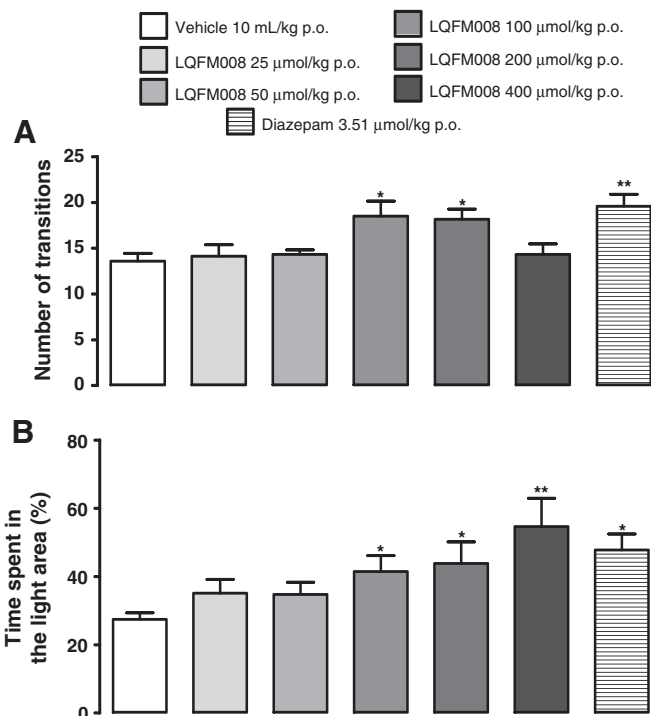 Vehicle 10 mL/kg p.o.
LQFM008 25 μmol/kg p.o.
LQFM008 50 μmol/kg p.o.
LQFM008 100 μmol/kg p.o.
LQFM008 200 μmol/kg p.o.
LQFM008 400 μmol/kg p.o.
Diazepam 3.51 μmol/kg p.o.
A
Number of transitions
25
20
15
10
5
0
*
*
**
B
Time spent in
the light area (%)
80
60
40
20
0
*
*
**
*